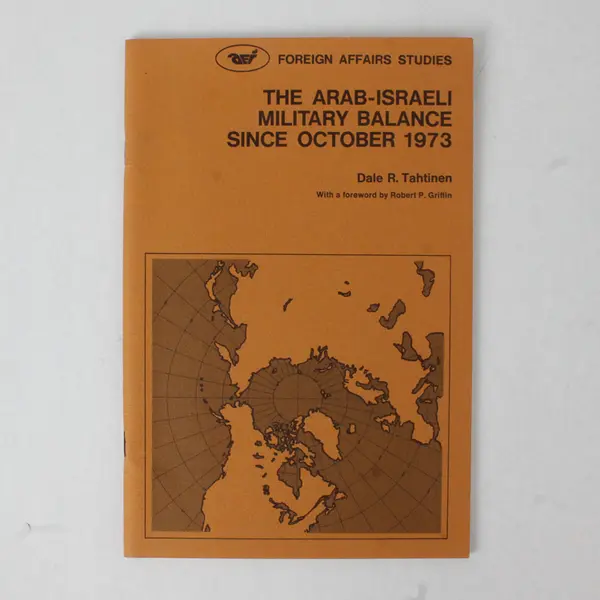 AEI FOREIGN AFFAIRS STUDIES
THE ARAB-ISRAELI
MILITARY BALANCE
SINCE OCTOBER 1973
Dale R. Tahtinen
With a foreword by Robert P. Griffin